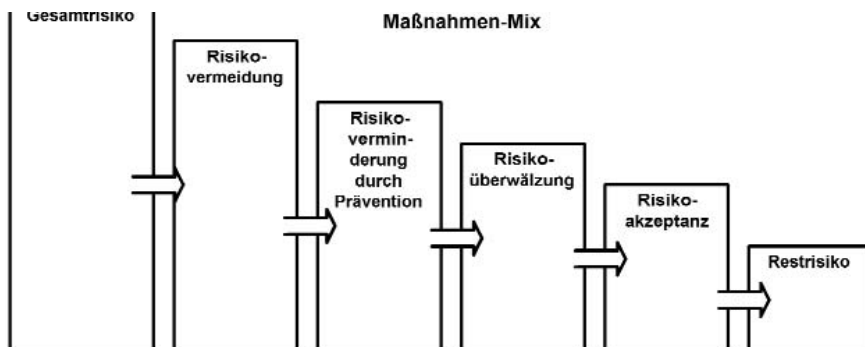 Gesamtrisiko
Maßnahmen-Mix
Risiko-
vermeidung
Risiko-
vermin-
derung
durch
Prävention
Risiko-
überwälzung
Risiko-
akzeptanz
Restrisiko